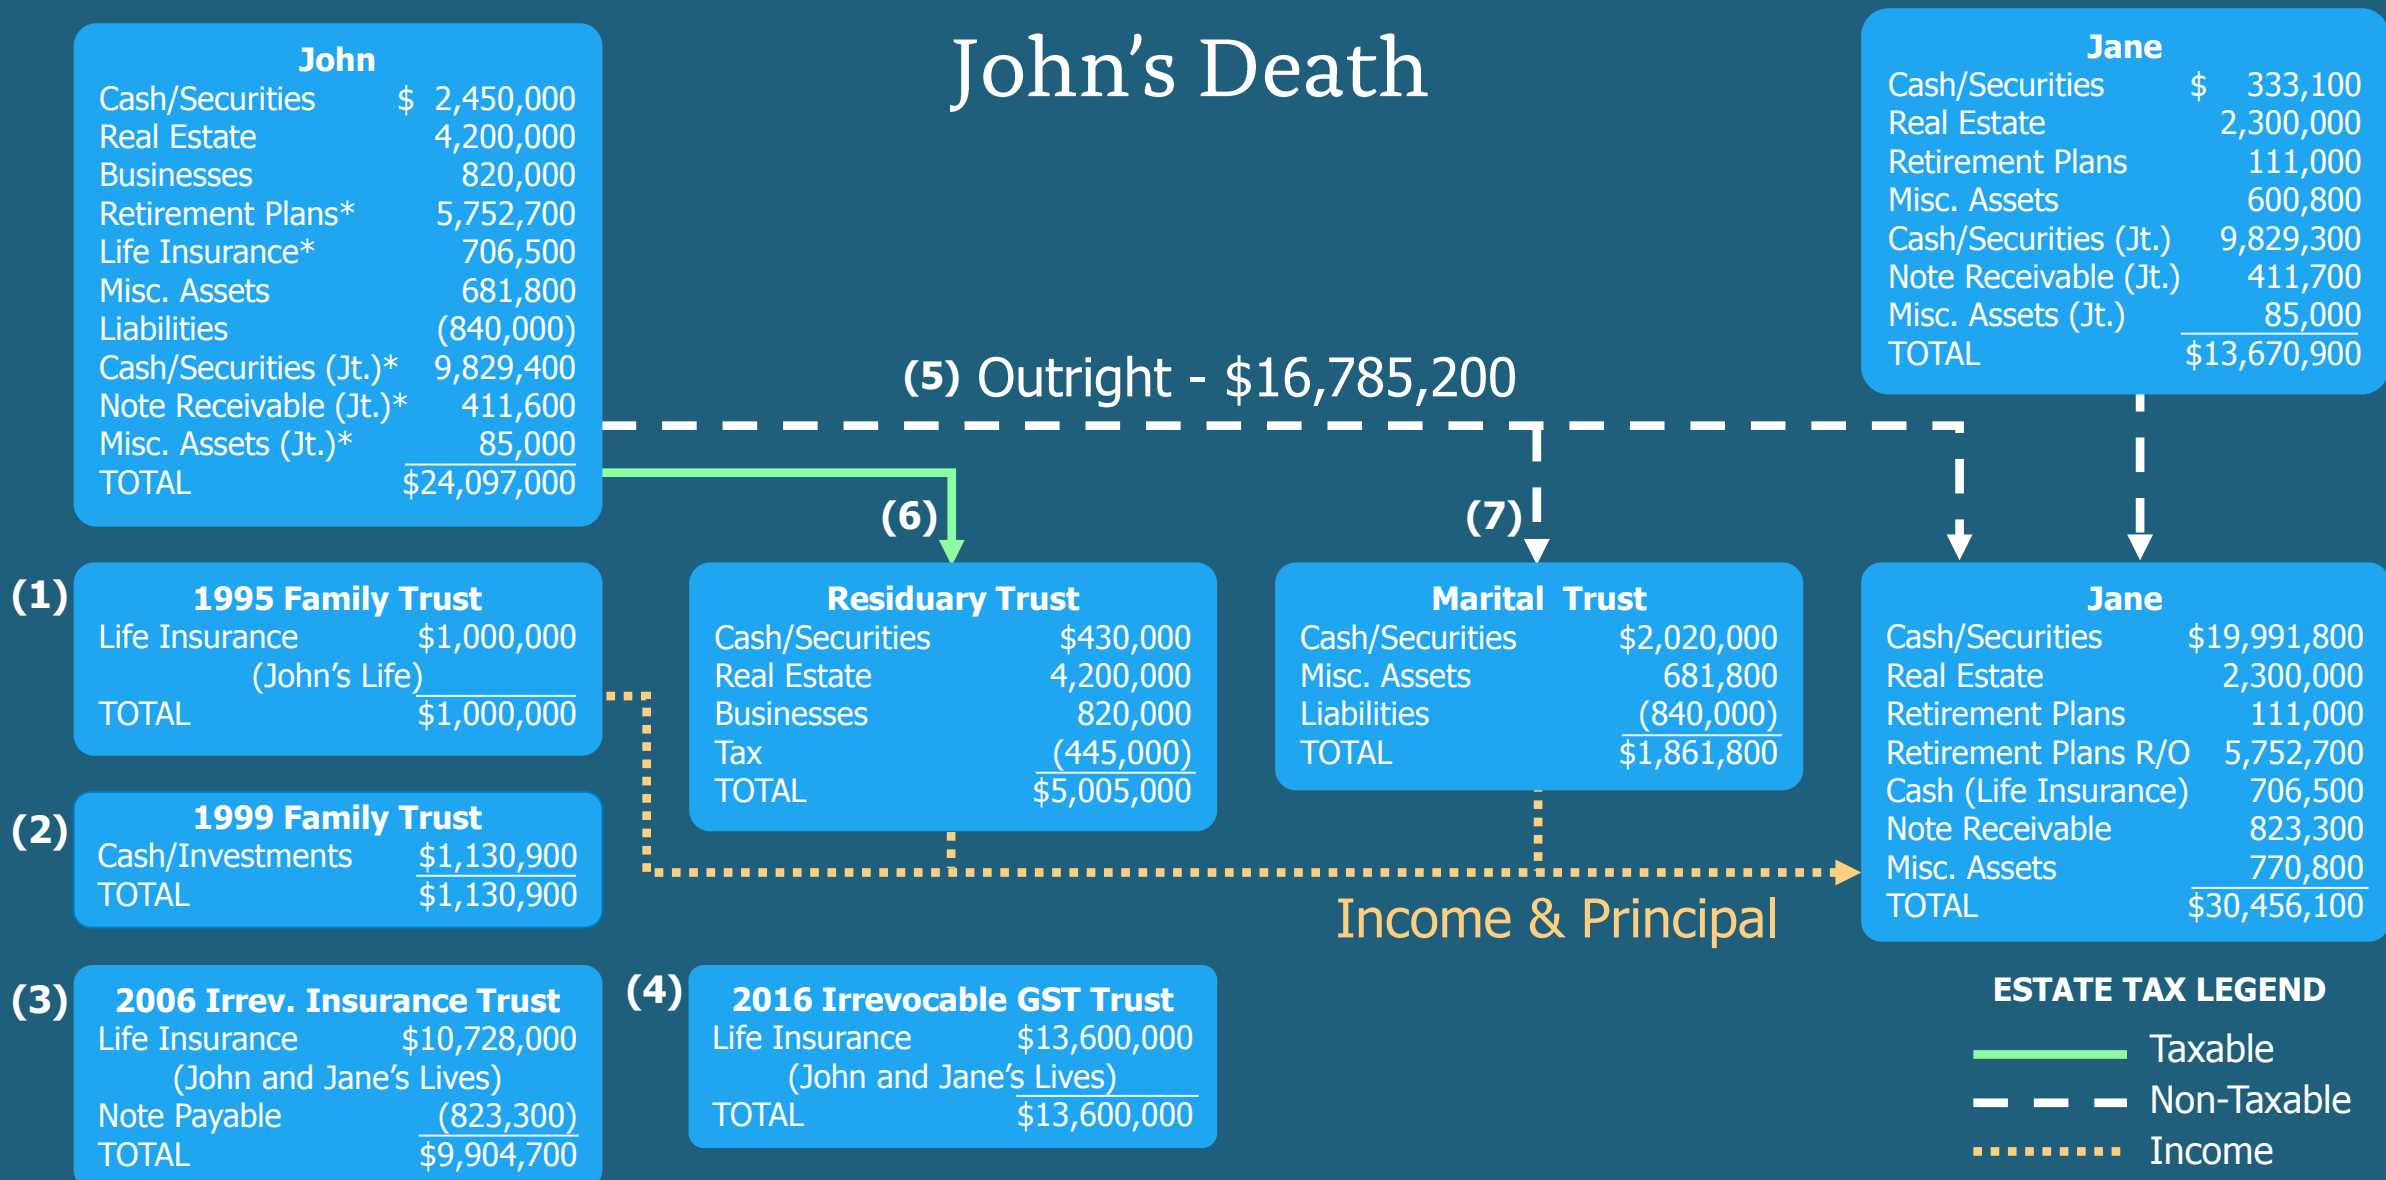 John's Death
John
Cash/Securities $ 2,450,000
Real Estate 4,200,000
Businesses 820,000
Retirement Plans* 5,752,700
Life Insurance* 706,500
Misc. Assets 681,800
Liabilities (840,000)
Cash/Securities (Jt.)* 9,829,400
Note Receivable (Jt.)* 411,600
Misc. Assets (Jt.)* 85,000
TOTAL $24,097,000
Jane
Cash/Securities $ 333,100
Real Estate 2,300,000
Retirement Plans 111,000
Misc. Assets 600,800
Cash/Securities (Jt.) 9,829,300
Note Receivable (Jt.) 411,700
Misc. Assets (Jt.) 85,000
TOTAL $13,670,900
(5) Outright - $16,785,200
(6)
(7)
(1)
1995 Family Trust
Life Insurance $1,000,000
(John's Life)
TOTAL $1,000,000
Residuary Trust
Cash/Securities $430,000
Real Estate 4,200,000
Businesses 820,000
Tax (445,000)
TOTAL $5,005,000
Marital Trust
Cash/Securities $2,020,000
Misc. Assets 681,800
Liabilities (840,000)
TOTAL $1,861,800
Jane
Cash/Securities $19,991,800
Real Estate 2,300,000
Retirement Plans 111,000
Retirement Plans R/O 5,752,700
Cash (Life Insurance) 706,500
Note Receivable 823,300
Misc. Assets 770,800
TOTAL $30,456,100
(2)
1999 Family Trust
Cash/Investments $1,130,900
TOTAL $1,130,900
Income & Principal
(3)
2006 Irrev. Insurance Trust
Life Insurance $10,728,000
(John and Jane's Lives)
Note Payable (823,300)
TOTAL $9,904,700
(4)
2016 Irrevocable GST Trust
Life Insurance $13,600,000
(John and Jane's Lives)
TOTAL $13,600,000
ESTATE TAX LEGEND
Taxable
Non-Taxable
Income